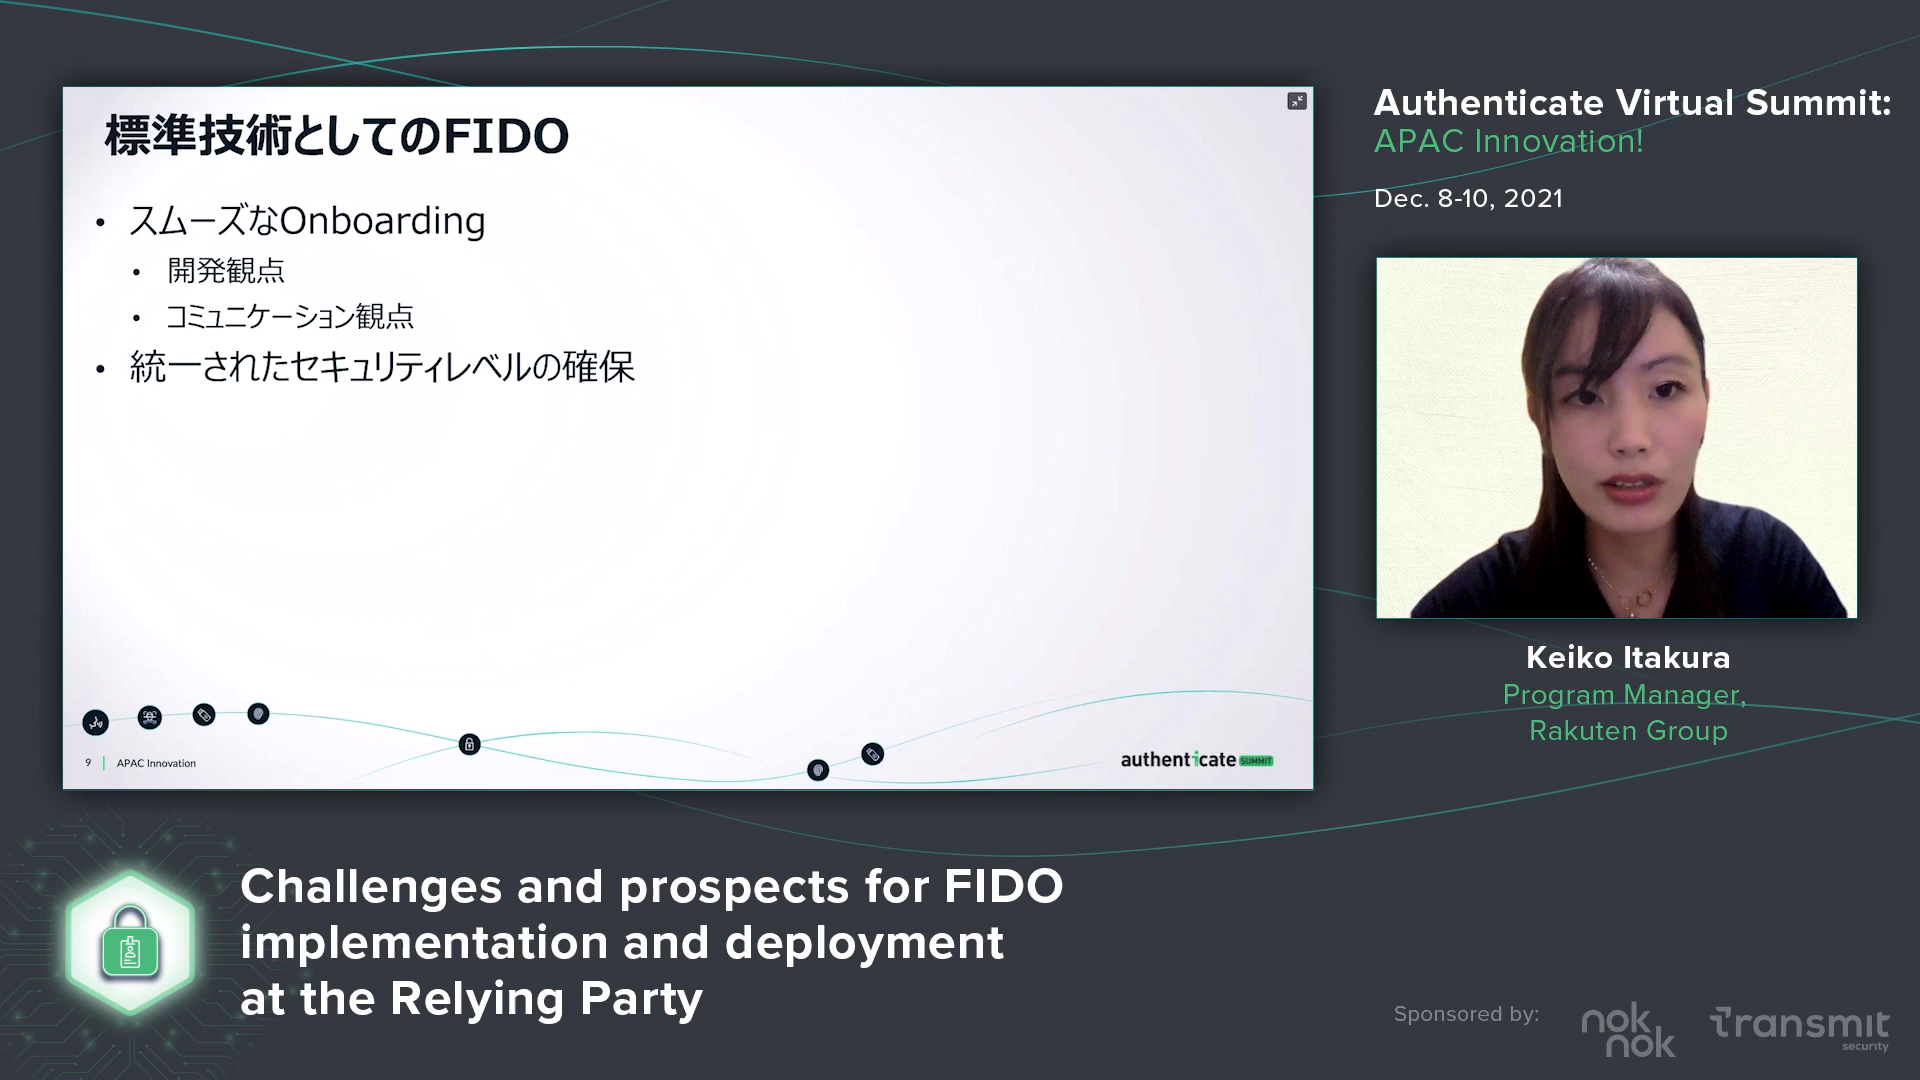 標準技術としてのFIDO
• スムーズなOnboarding
• 開発観点
• コミュニケーション観点
• 統一されたセキュリティレベルの確保
9 | APAC Innovation
authenticate SUMMIT
Authenticate Virtual Summit:
APAC Innovation!
Dec. 8-10, 2021
Keiko Itakura
Program Manager,
Rakuten Group
Challenges and prospects for FIDO
implementation and deployment
at the Relying Party
Sponsored by:
nok
nok
Transmit
security